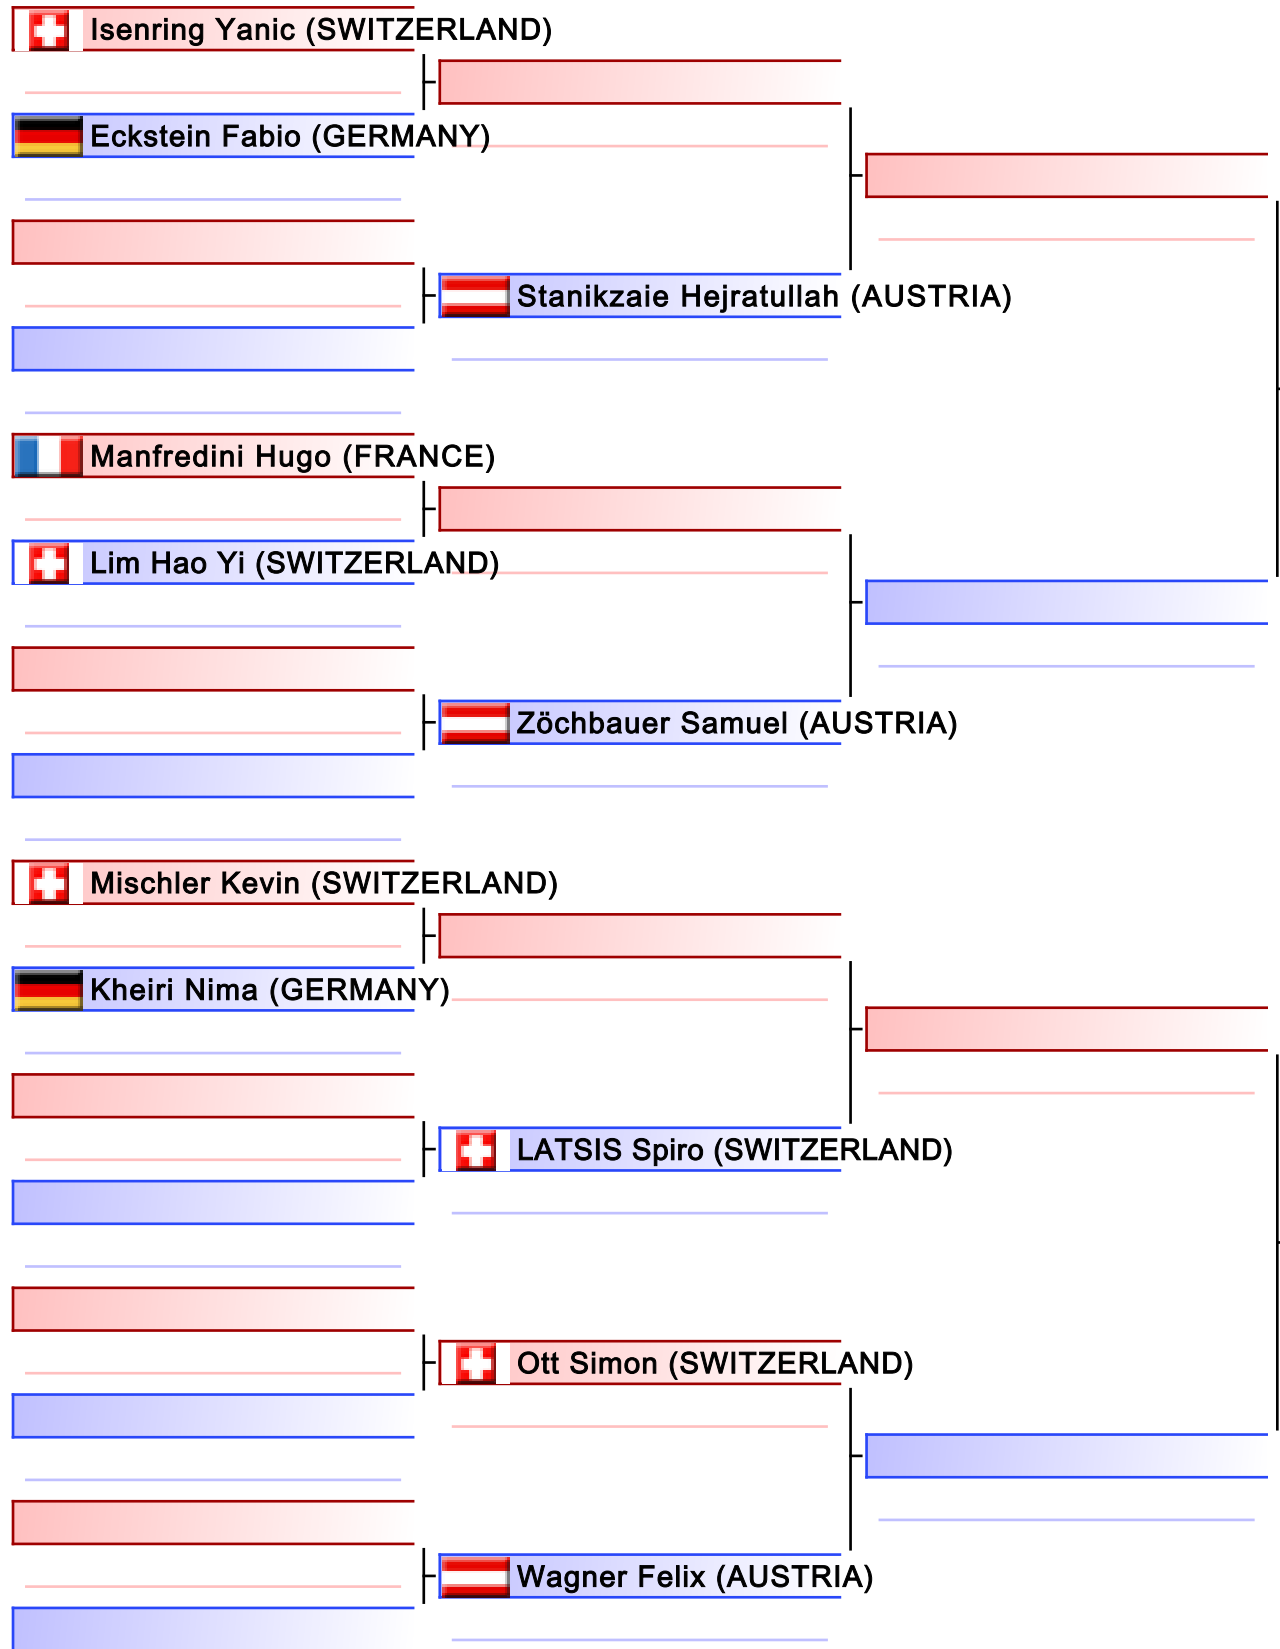 Isenring Yanic (SWITZERLAND)
Eckstein Fabio (GERMANY)
Stanikzaie Hejratullah (AUSTRIA)
Manfredini Hugo (FRANCE)
Lim Hao Yi (SWITZERLAND)
Zöchbauer Samuel (AUSTRIA)
Mischler Kevin (SWITZERLAND)
Kheiri Nima (GERMANY)
LATSIS Spiro (SWITZERLAND)
Ott Simon (SWITZERLAND)
Wagner Felix (AUSTRIA)